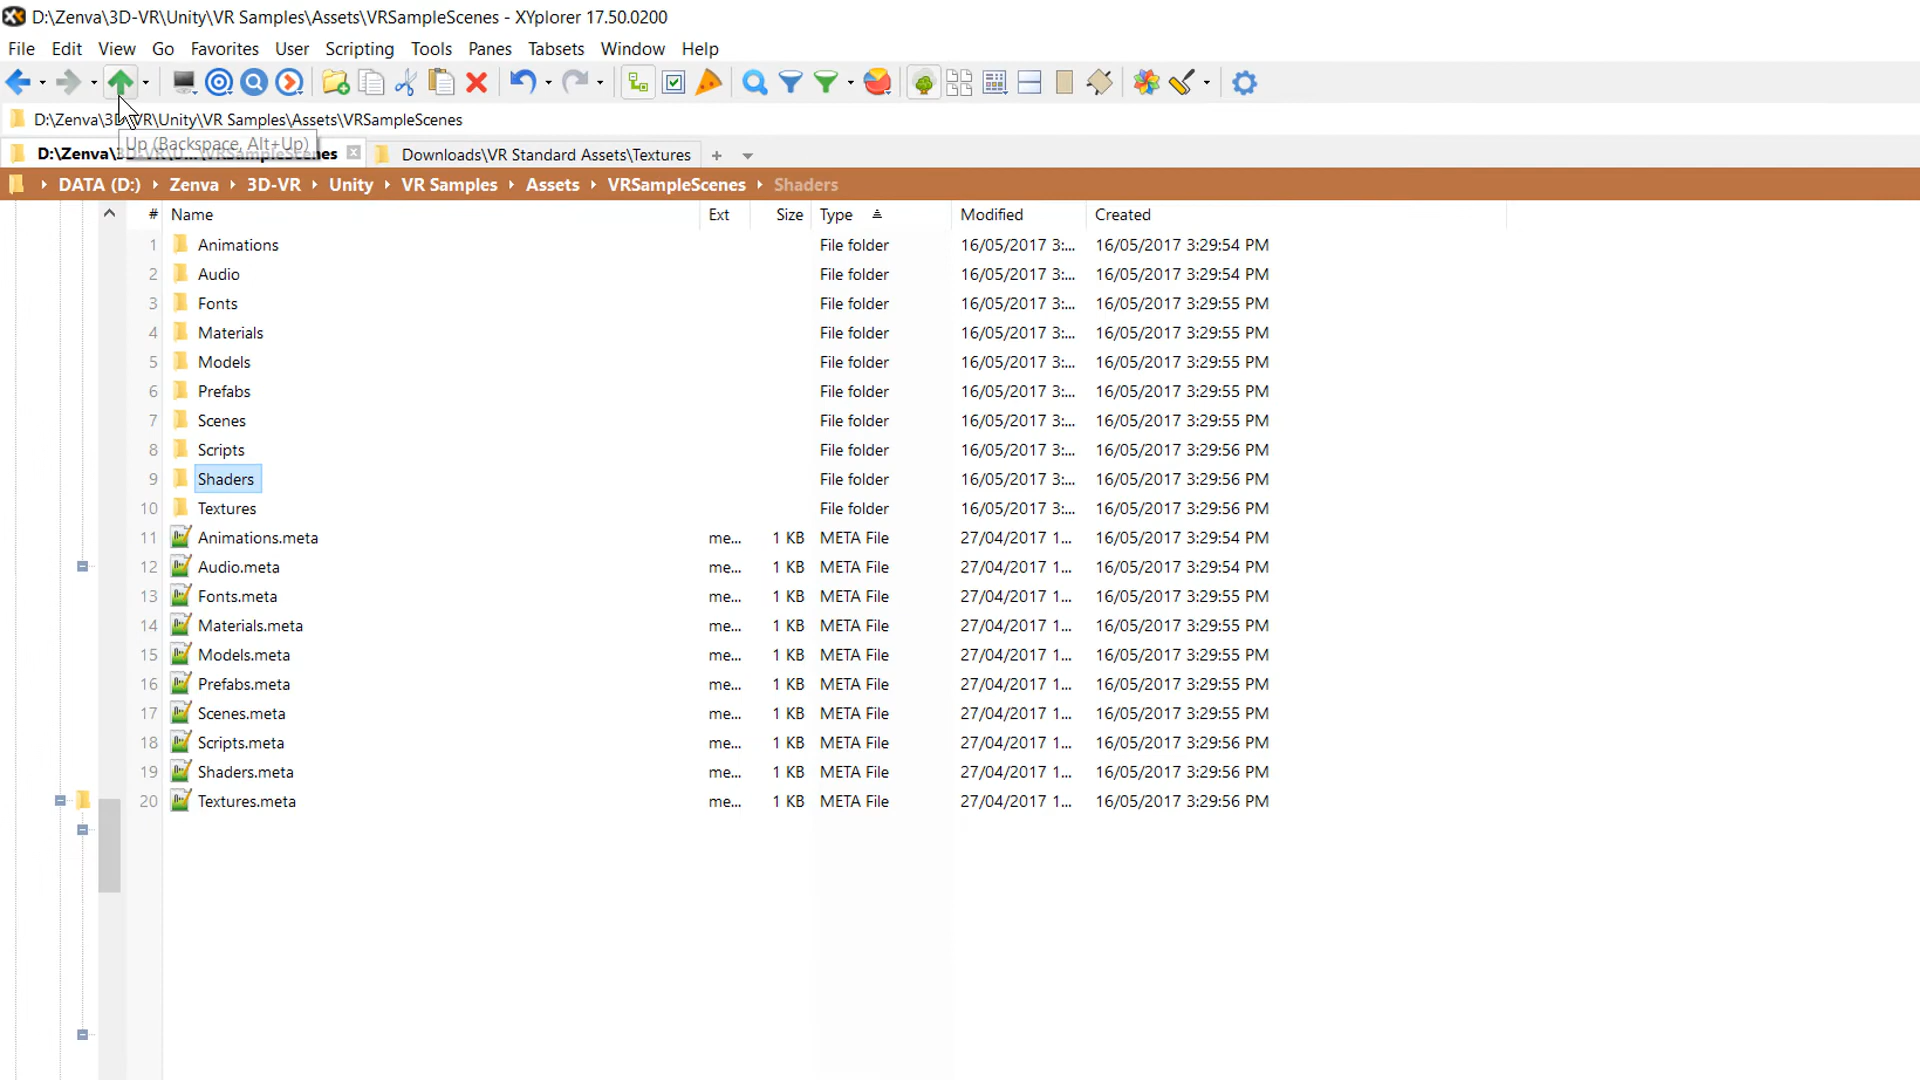 D:\Zenva\3D-VR\Unity\VR Samples\Assets\VRSampleScenes - XYplorer 17.50.0200
File Edit View Go Favorites User Scripting Tools Panes Tabsets Window Help
D:\Zenva\3D-VR\Unity\VR Samples\Assets\VRSampleScenes
Up (Backspace, Alt+Up)
D:\Zenva\3D-VR\U...\VRSampleScenes Downloads\VR Standard Assets\Textures
DATA (D:) Zenva 3D-VR Unity VR Samples Assets VRSampleScenes Shaders
# Name Ext Size Type Modified Created
1 Animations File folder 16/05/2017 3:... 16/05/2017 3:29:54 PM
2 Audio File folder 16/05/2017 3:... 16/05/2017 3:29:54 PM
3 Fonts File folder 16/05/2017 3:... 16/05/2017 3:29:55 PM
4 Materials File folder 16/05/2017 3:... 16/05/2017 3:29:55 PM
5 Models File folder 16/05/2017 3:... 16/05/2017 3:29:55 PM
6 Prefabs File folder 16/05/2017 3:... 16/05/2017 3:29:55 PM
7 Scenes File folder 16/05/2017 3:... 16/05/2017 3:29:55 PM
8 Scripts File folder 16/05/2017 3:... 16/05/2017 3:29:56 PM
9 Shaders File folder 16/05/2017 3:... 16/05/2017 3:29:56 PM
10 Textures File folder 16/05/2017 3:... 16/05/2017 3:29:56 PM
11 Animations.meta me... 1 KB META File 27/04/2017 1... 16/05/2017 3:29:54 PM
12 Audio.meta me... 1 KB META File 27/04/2017 1... 16/05/2017 3:29:54 PM
13 Fonts.meta me... 1 KB META File 27/04/2017 1... 16/05/2017 3:29:55 PM
14 Materials.meta me... 1 KB META File 27/04/2017 1... 16/05/2017 3:29:55 PM
15 Models.meta me... 1 KB META File 27/04/2017 1... 16/05/2017 3:29:55 PM
16 Prefabs.meta me... 1 KB META File 27/04/2017 1... 16/05/2017 3:29:55 PM
17 Scenes.meta me... 1 KB META File 27/04/2017 1... 16/05/2017 3:29:55 PM
18 Scripts.meta me... 1 KB META File 27/04/2017 1... 16/05/2017 3:29:56 PM
19 Shaders.meta me... 1 KB META File 27/04/2017 1... 16/05/2017 3:29:56 PM
20 Textures.meta me... 1 KB META File 27/04/2017 1... 16/05/2017 3:29:56 PM